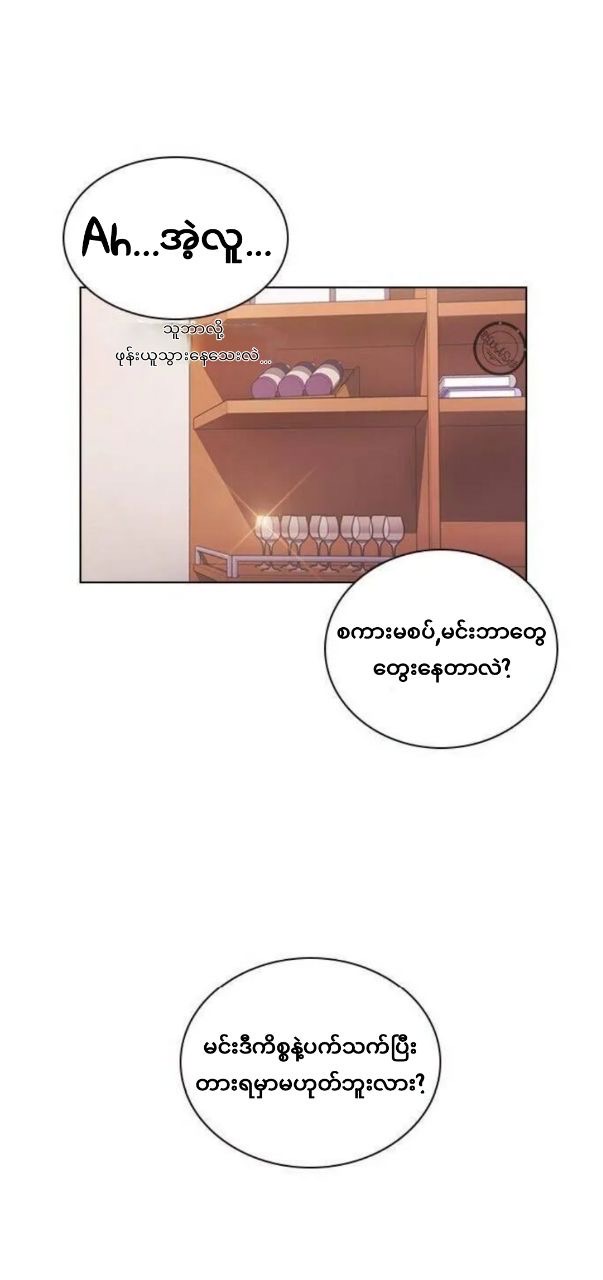 Ah...အဲ့လူ...
သူဘာလို့
ဖုန်းယူသွားနေသေးလဲ...
စကားမစပ်,မင်းဘာတွေ
တွေးနေတာလဲ?
မင်းဒီကိစ္စနဲ့ပက်သက်ပြီး
တားရမှာမဟုတ်ဘူးလား?